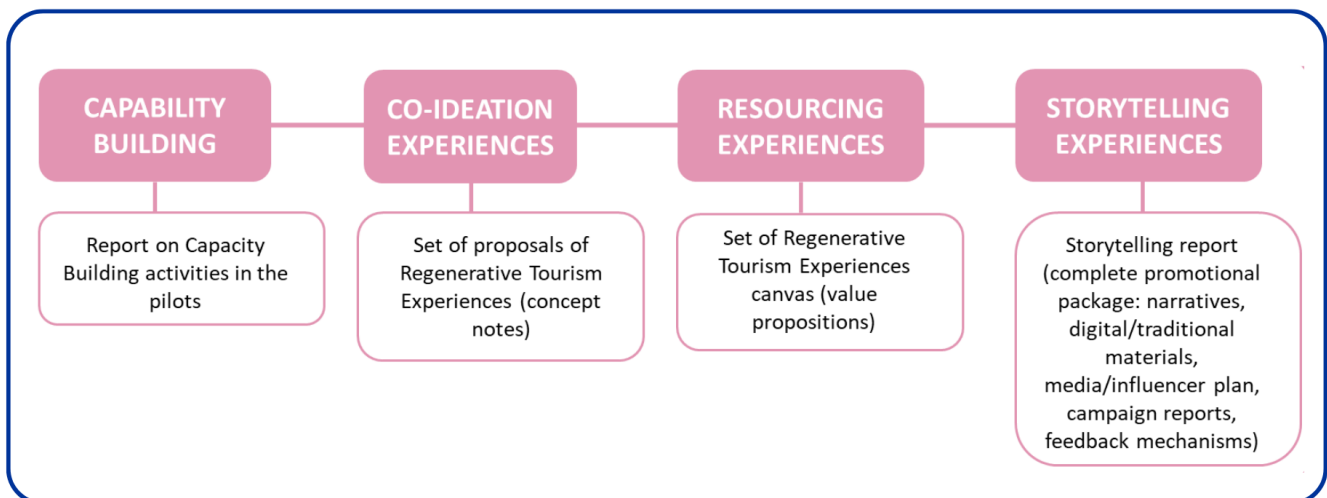 CAPABILITY
BUILDING
CO-IDEATION
EXPERIENCES
RESOURCING
EXPERIENCES
STORYTELLING
EXPERIENCES
Report on Capacity
Building activities in the
pilots
Set of proposals of
Regenerative Tourism
Experiences (concept
notes)
Set of Regenerative
Tourism Experiences
canvas (value
propositions)
Storytelling report
(complete promotional
package: narratives,
digital/traditional
materials,
media/influencer plan,
campaign reports,
feedback mechanisms)